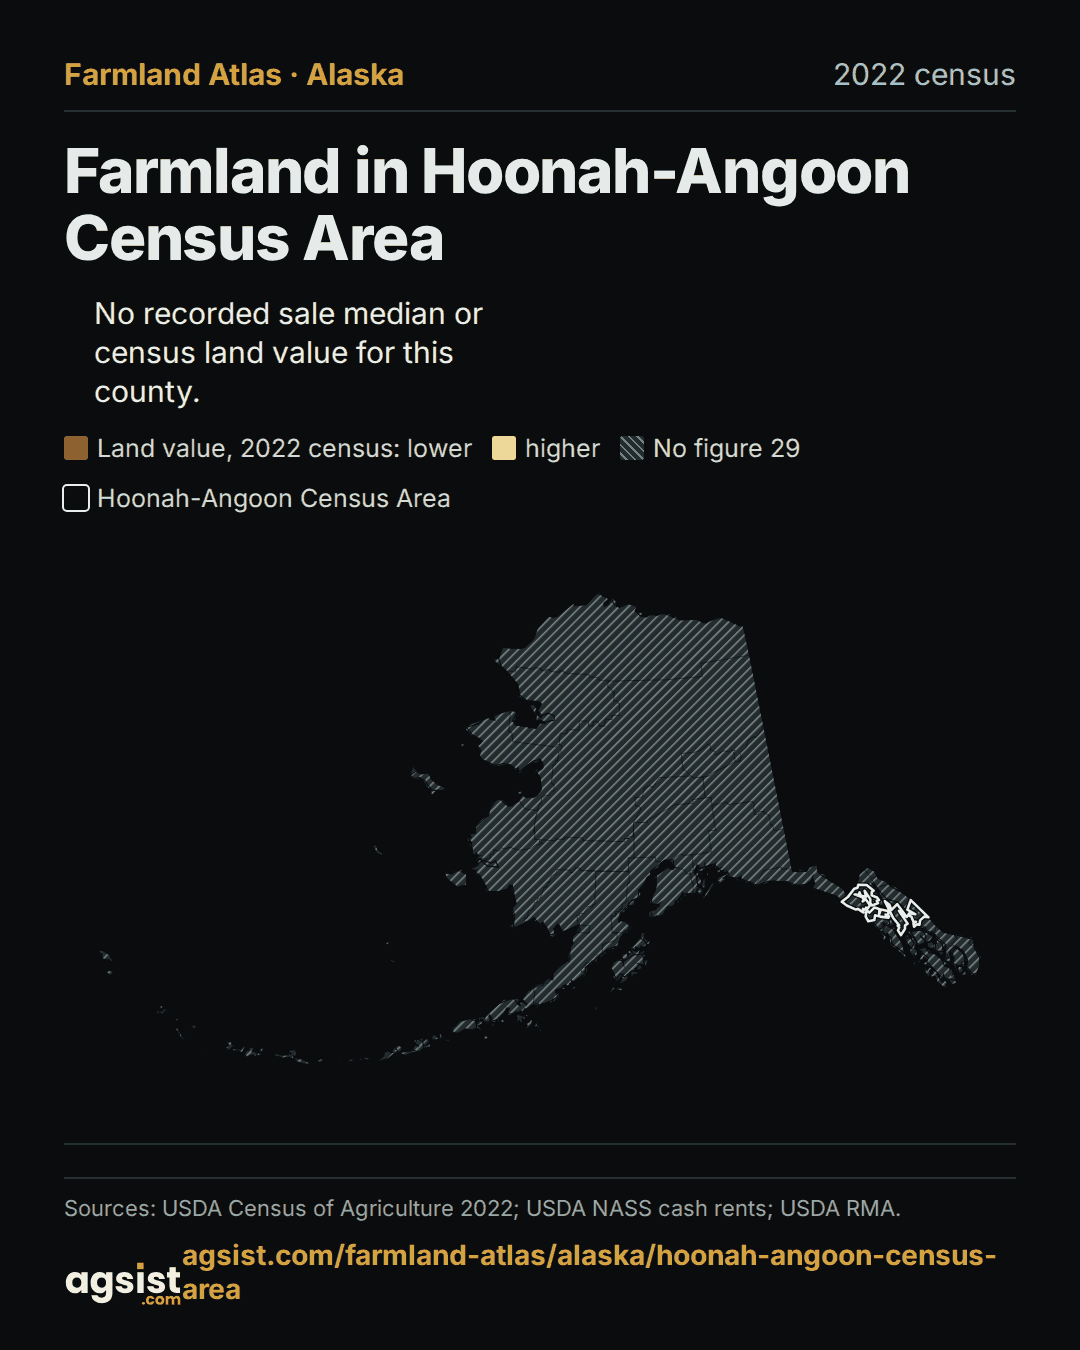 Farmland Atlas · Alaska
2022 census
Farmland in Hoonah-Angoon
Census Area
No recorded sale median or
census land value for this
county.
Land value, 2022 census: lower
higher
No figure 29
Hoonah-Angoon Census Area
Sources: USDA Census of Agriculture 2022; USDA NASS cash rents; USDA RMA.
agsist.com
agsist.com/farmland-atlas/alaska/hoonah-angoon-census-
area